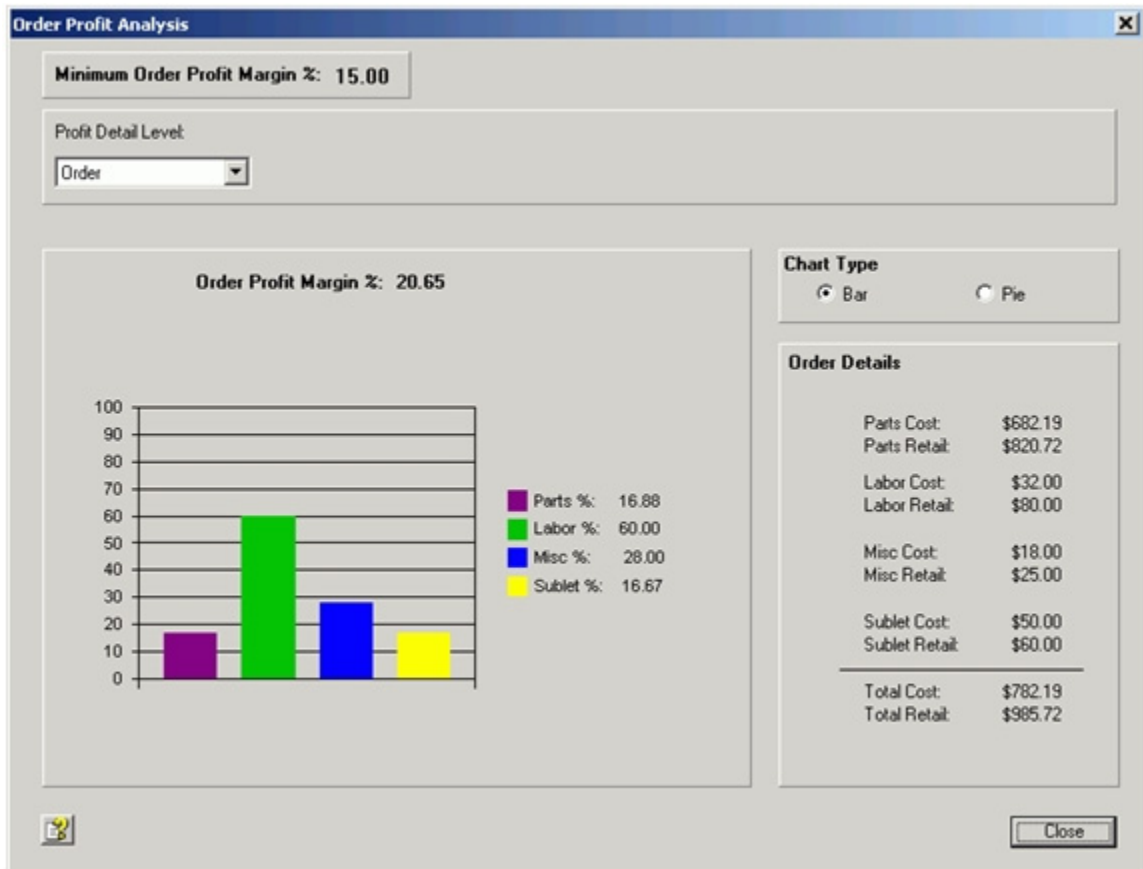 Order Profit Analysis
Minimum Order Profit Margin %: 15.00
Profit Detail Level:
Order
Order Profit Margin %: 20.65
100
90
80
70
60
50
40
30
20
10
0
Parts %: 16.88
Labor %: 60.00
Misc %: 28.00
Sublet %: 16.67
Chart Type
Bar Pie
Order Details
Parts Cost: $682.19
Parts Retail: $820.72
Labor Cost: $32.00
Labor Retail: $80.00
Misc Cost: $18.00
Misc Retail: $25.00
Sublet Cost: $50.00
Sublet Retail: $60.00
Total Cost: $782.19
Total Retail: $985.72
Close